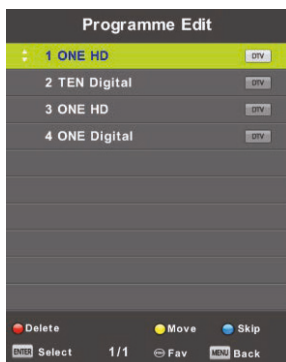 Programme Edit
1 ONE HD DTV
2 TEN Digital DTV
3 ONE HD DTV
4 ONE Digital DTV
Delete Move Skip
ENTER Select 1/1 Fav MENU Back